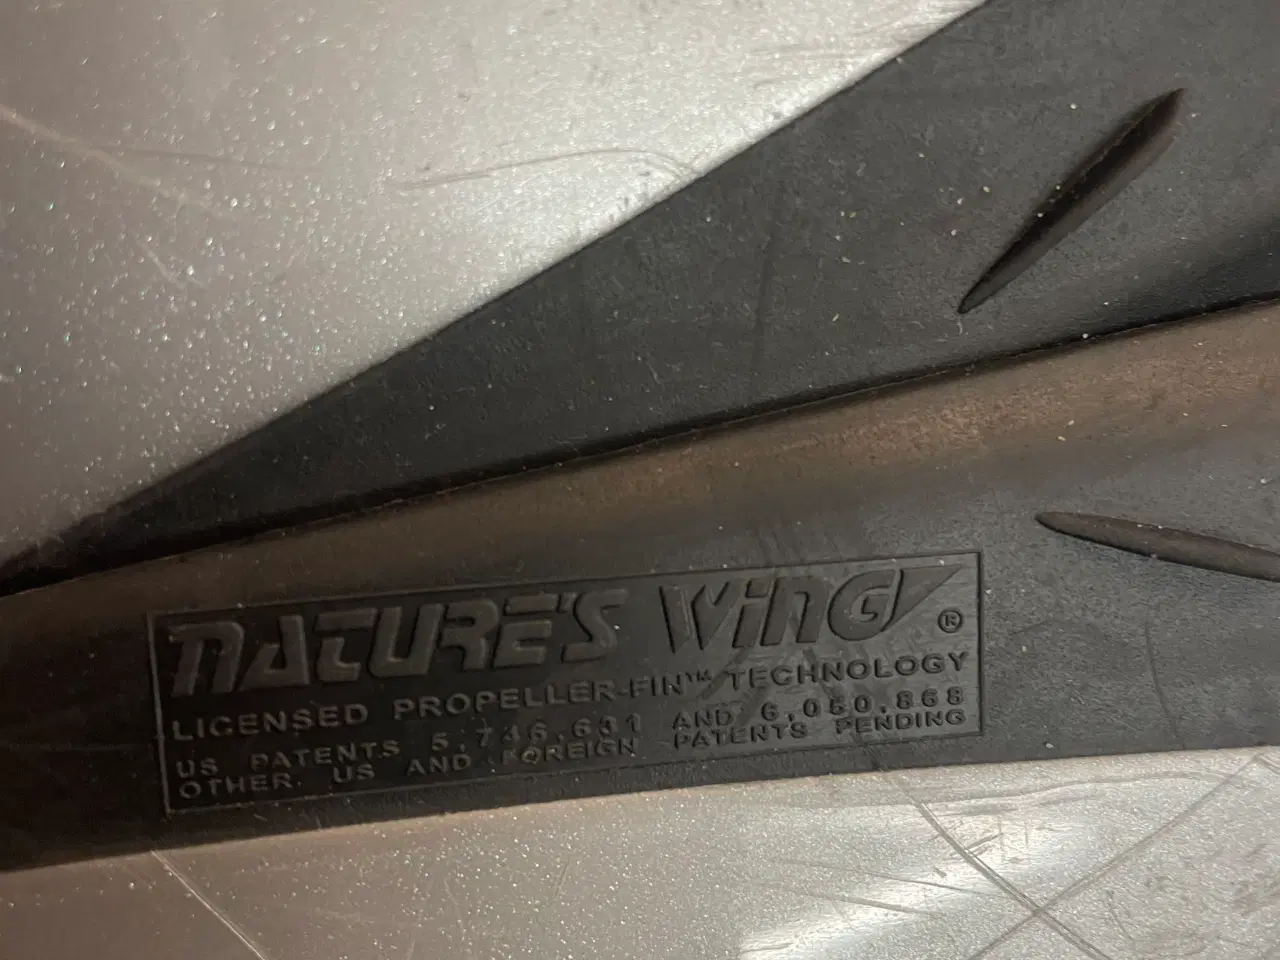 NATURE'S WING ®
LICENSED PROPELLER-FIN™ TECHNOLOGY
US PATENTS 5,746,631 AND 6,050,868
OTHER US AND FOREIGN PATENTS PENDING